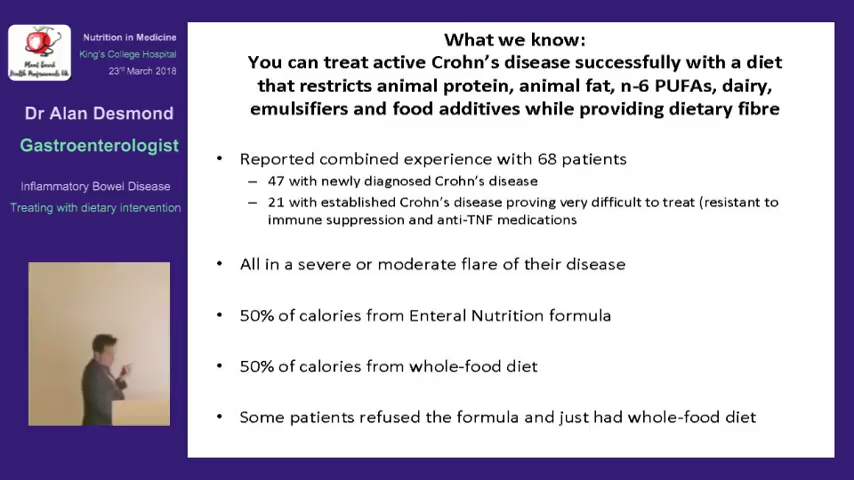 Nutrition in Medicine
King's College Hospital
23rd March 2018
Plant based
Health Professionals UK
Dr Alan Desmond
Gastroenterologist
Inflammatory Bowel Disease
Treating with dietary intervention
What we know:
You can treat active Crohn's disease successfully with a diet
that restricts animal protein, animal fat, n-6 PUFAs, dairy,
emulsifiers and food additives while providing dietary fibre
• Reported combined experience with 68 patients
– 47 with newly diagnosed Crohn's disease
– 21 with established Crohn's disease proving very difficult to treat (resistant to
immune suppression and anti-TNF medications
• All in a severe or moderate flare of their disease
• 50% of calories from Enteral Nutrition formula
• 50% of calories from whole-food diet
• Some patients refused the formula and just had whole-food diet